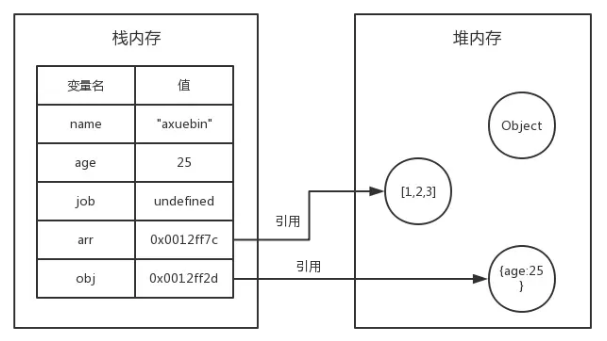 栈内存
堆内存
变量名 值
name "axuebin"
age 25
job undefined
arr 0x0012ff7c
obj 0x0012ff2d
引用
引用
Object
[1,2,3]
{age:25
}